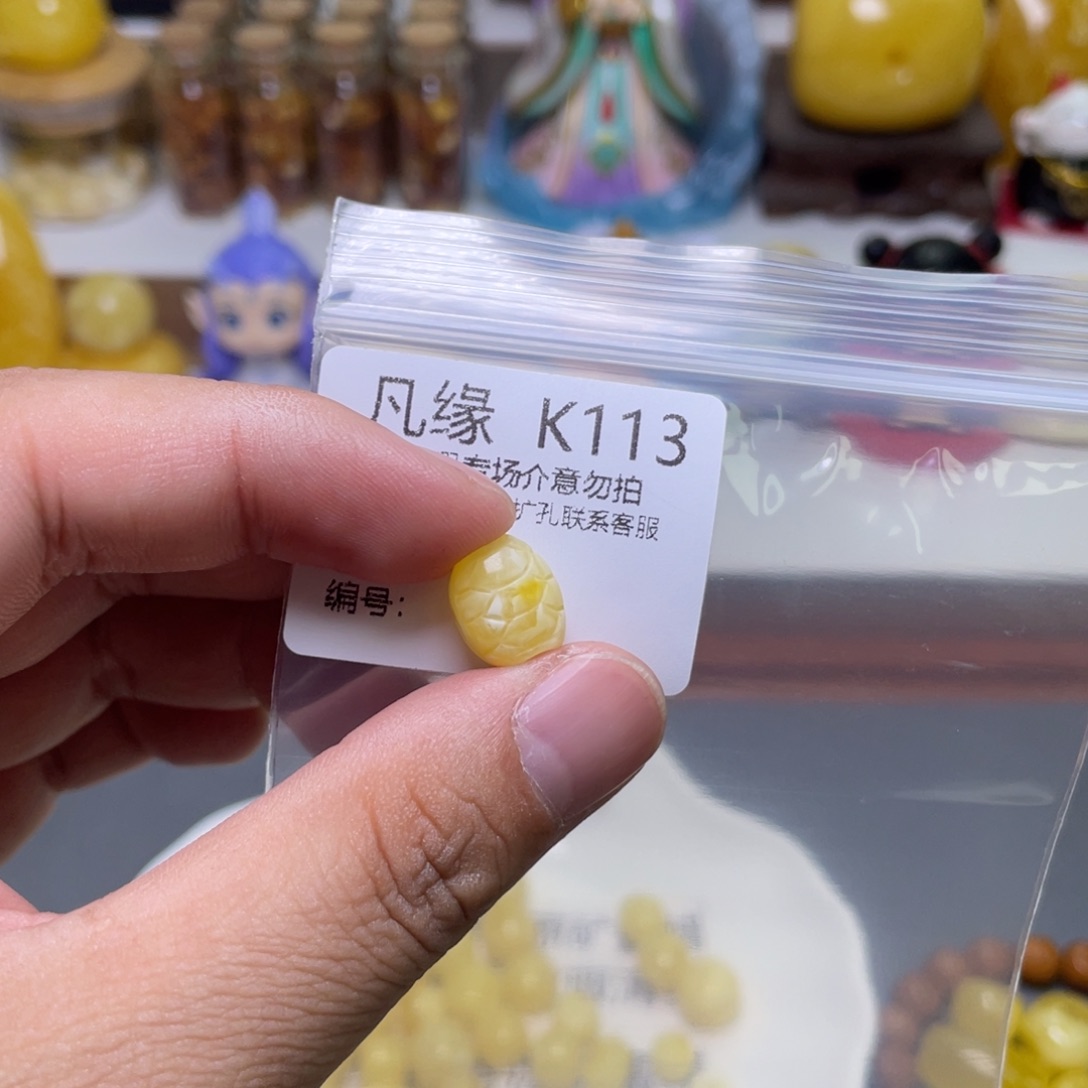 凡缘 K113
专场介意勿拍
扩孔联系客服
编号：